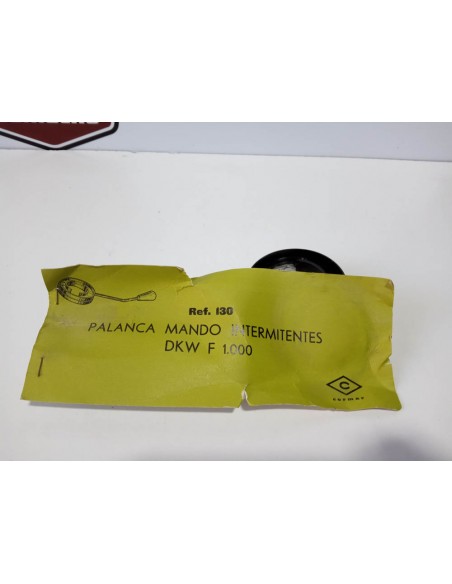 Ref. 130
PALANCA MANDO INTERMITENTES
DKW F 1.000
C